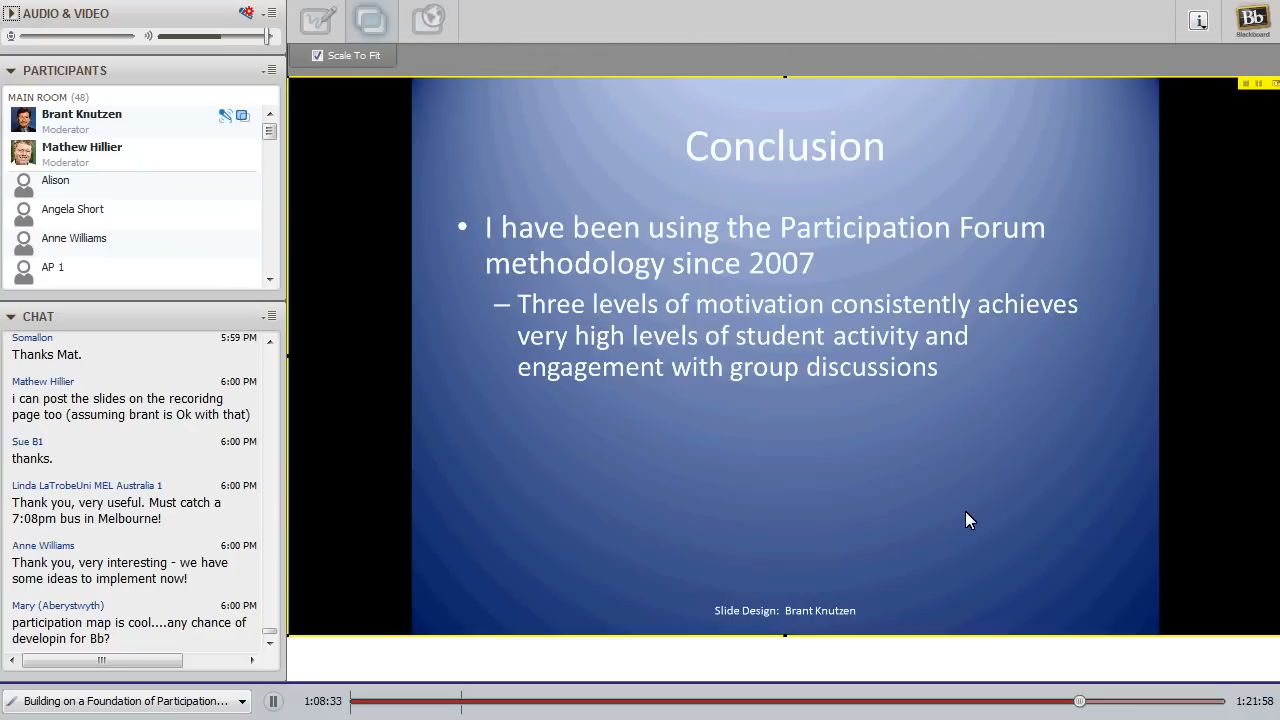 AUDIO & VIDEO
PARTICIPANTS
MAIN ROOM (48)
Brant Knutzen
Moderator
Mathew Hillier
Moderator
Alison
Angela Short
Anne Williams
AP 1
CHAT
Somallon 5:59 PM
Thanks Mat.
Mathew Hillier 6:00 PM
i can post the slides on the recoridng
page too (assuming brant is Ok with that)
Sue B1 6:00 PM
thanks.
Linda LaTrobeUni MEL Australia 1 6:00 PM
Thank you, very useful. Must catch a
7:08pm bus in Melbourne!
Anne Williams 6:00 PM
Thank you, very interesting - we have
some ideas to implement now!
Mary (Aberystwyth) 6:00 PM
participation map is cool....any chance of
developin for Bb?
Scale To Fit
Bb
Blackboard
Conclusion
• I have been using the Participation Forum
methodology since 2007
– Three levels of motivation consistently achieves
very high levels of student activity and
engagement with group discussions
Slide Design: Brant Knutzen
Building on a Foundation of Participation...
1:08:33
1:21:58